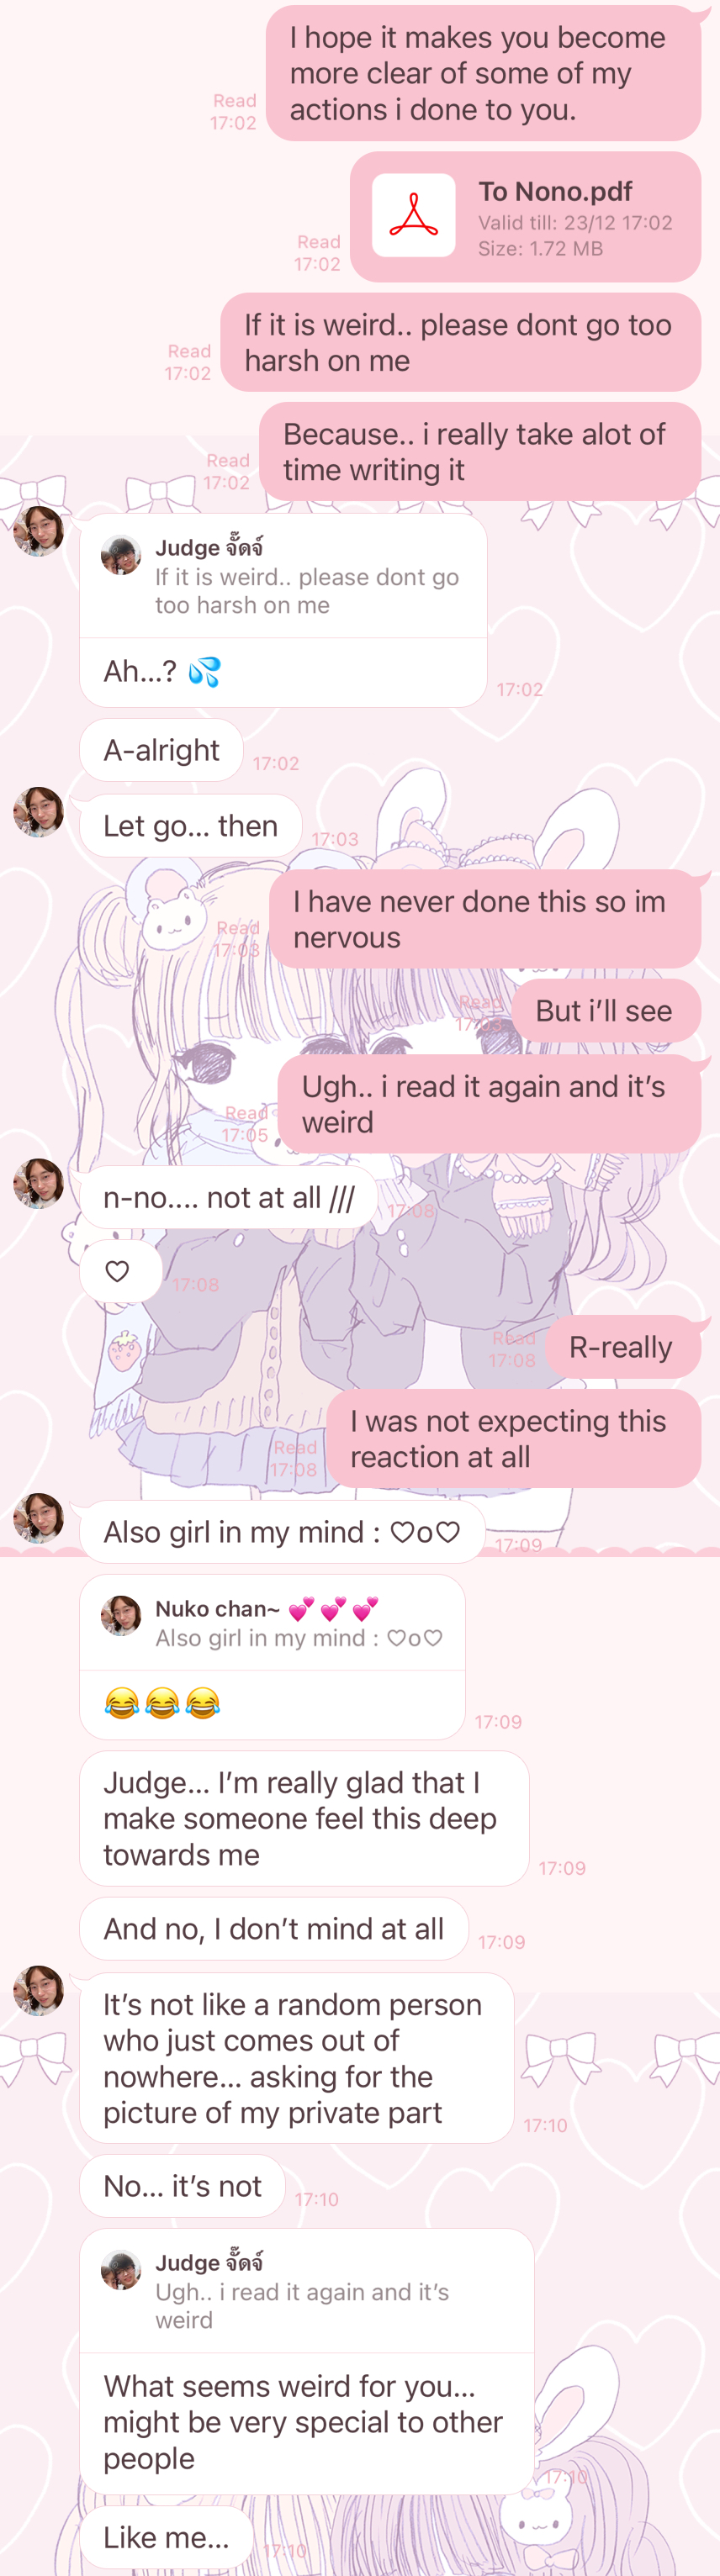 I hope it makes you become
more clear of some of my
actions i done to you.
Read
17:02
To Nono.pdf
Valid till: 23/12 17:02
Size: 1.72 MB
Read
17:02
If it is weird.. please dont go too
harsh on me
Read
17:02
Because.. i really take alot of
time writing it
Read
17:02
Judge จั๊ดจ์
If it is weird.. please dont go
too harsh on me
Ah...? 💦
17:02
A-alright
17:02
Let go... then
17:03
I have never done this so im
nervous
Read
17:03
But i’ll see
Read
17:03
Ugh.. i read it again and it’s
weird
Read
17:05
n-no.... not at all ///
17:08
♡
17:08
R-really
Read
17:08
I was not expecting this
reaction at all
Read
17:08
Also girl in my mind : ♡o♡
17:09
Nuko chan~ 💕💕💕
Also girl in my mind : ♡o♡
😂😂😂
17:09
Judge... I’m really glad that I
make someone feel this deep
towards me
17:09
And no, I don’t mind at all
17:09
It’s not like a random person
who just comes out of
nowhere... asking for the
picture of my private part
17:10
No... it’s not
17:10
Judge จั๊ดจ์
Ugh.. i read it again and it’s
weird
What seems weird for you...
might be very special to other
people
17:10
Like me...
17:10